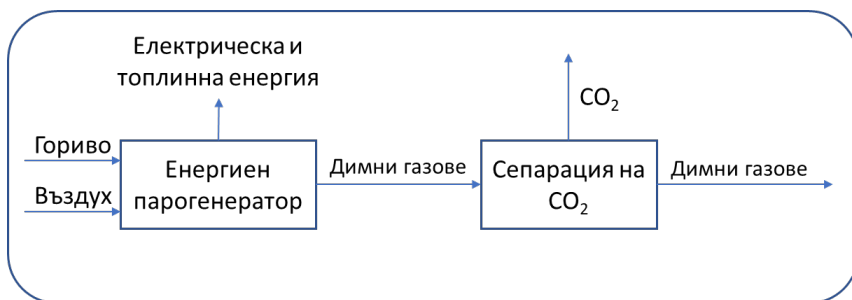 Електрическа и
топлинна енергия
CO₂
Гориво
Въздух
Енергиен
парогенератор
Димни газове
Сепарация на
CO₂
Димни газове